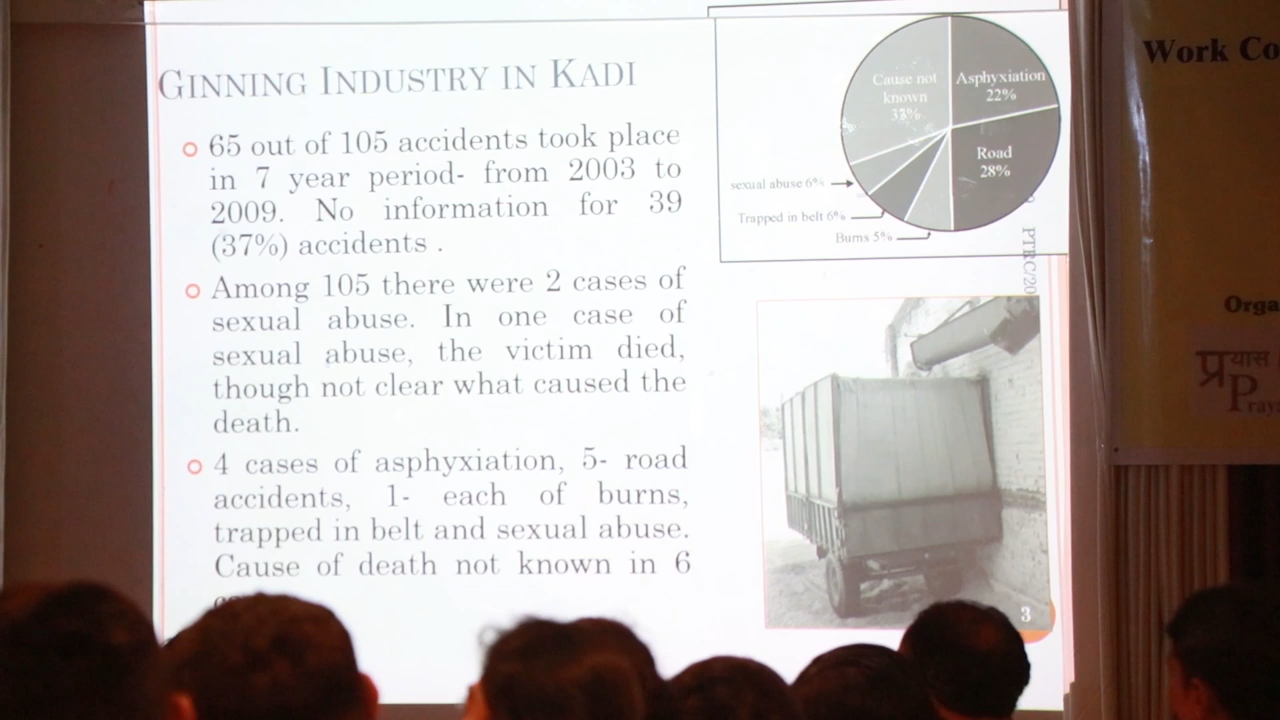 GINNING INDUSTRY IN KADI
65 out of 105 accidents took place
in 7 year period- from 2003 to
2009. No information for 39
(37%) accidents .
Among 105 there were 2 cases of
sexual abuse. In one case of
sexual abuse, the victim died,
though not clear what caused the
death.
4 cases of asphyxiation, 5- road
accidents, 1- each of burns,
trapped in belt and sexual abuse.
Cause of death not known in 6
Cause not
known
Asphyxiation
22%
Road
28%
sexual abuse 6%
Trapped in belt 6%
Burns 5%
PTRC/20
3
Work Co
Orga
प्रयास
Pray